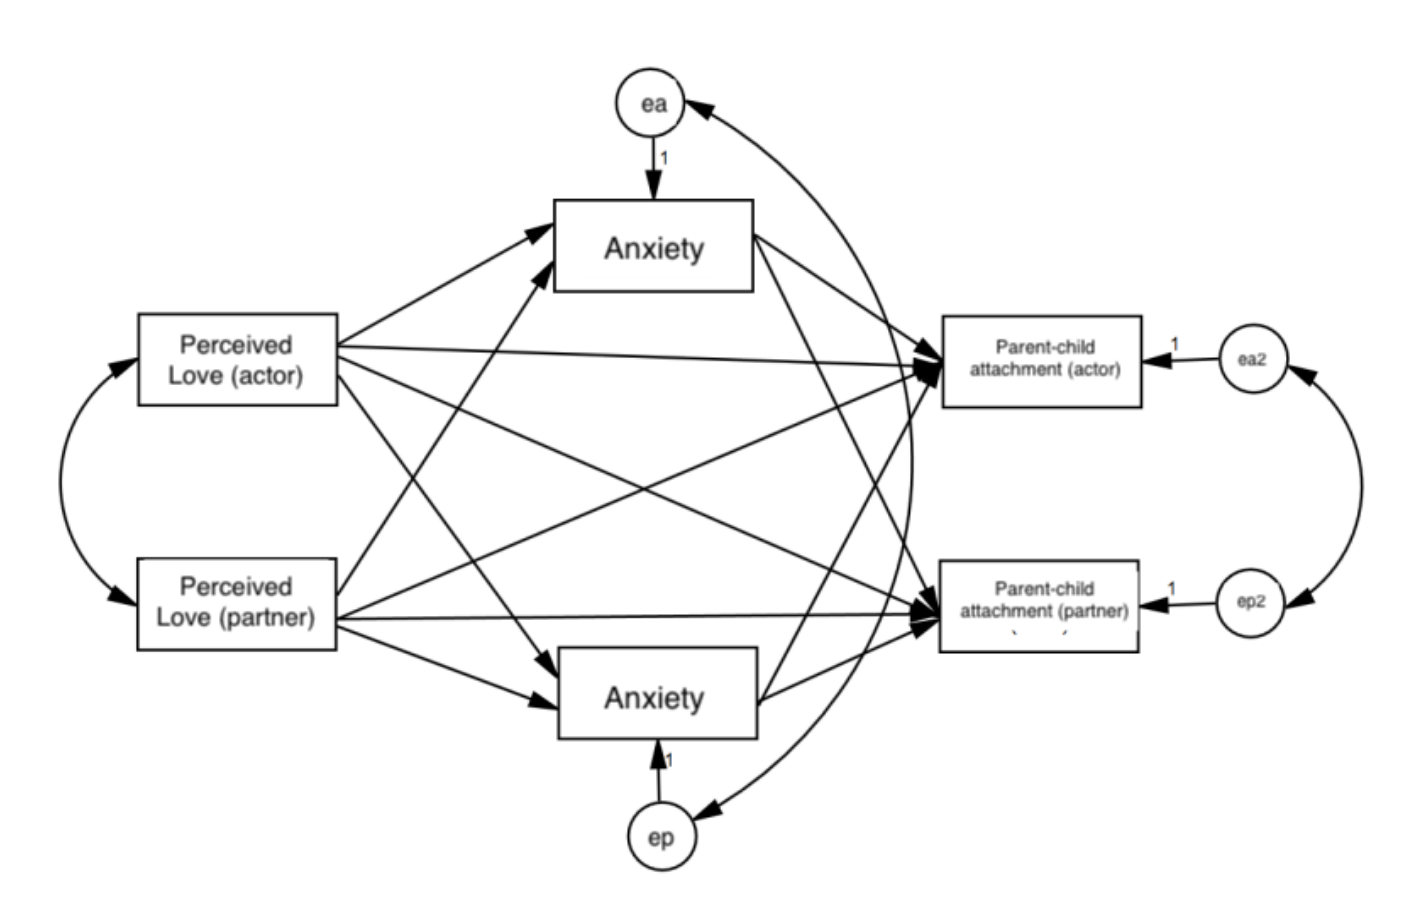 ea
1
Anxiety
Perceived
Love (actor)
Parent-child
attachment (actor)
1
ea2
Perceived
Love (partner)
Parent-child
attachment (partner)
1
ep2
Anxiety
1
ep